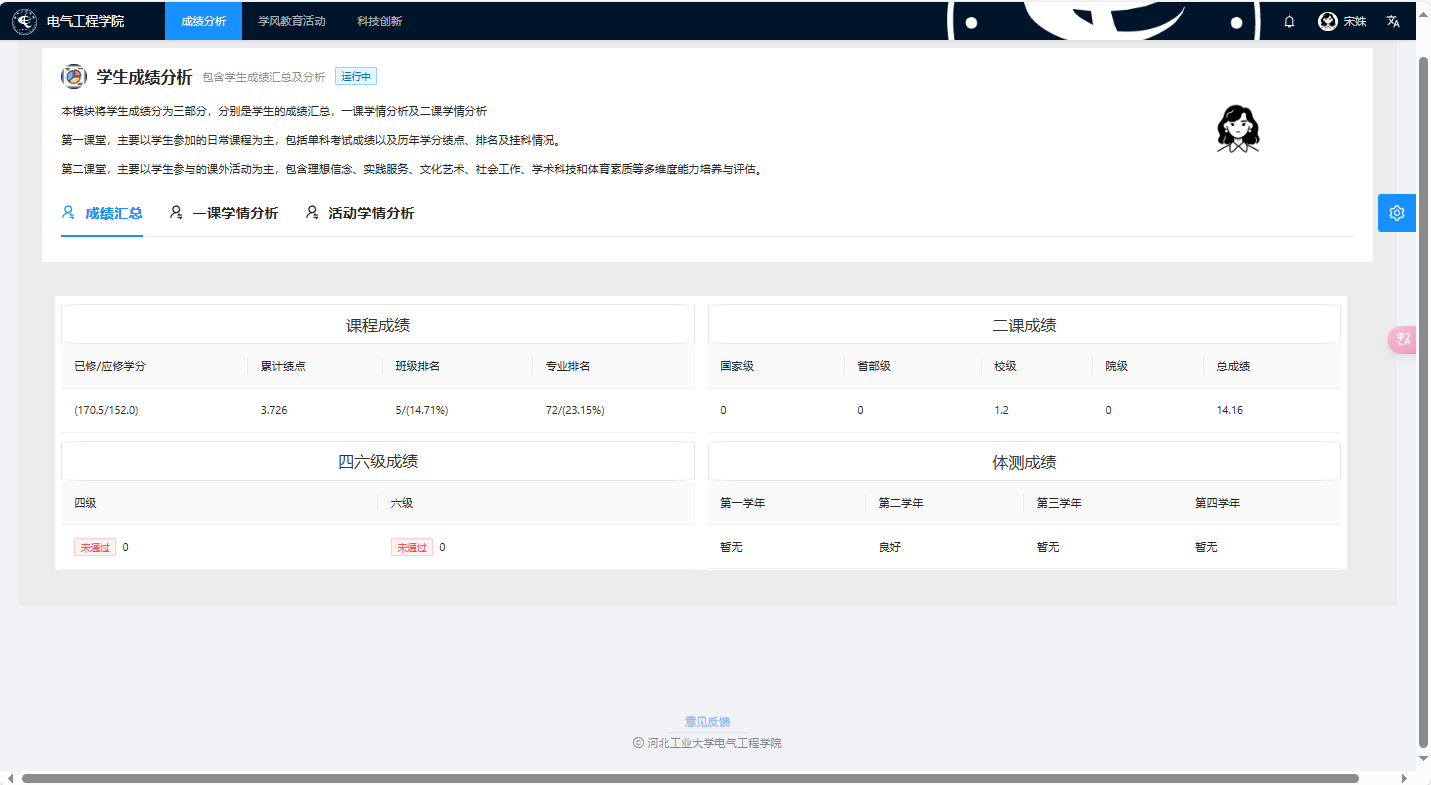 电气工程学院 成绩分析 学风教育活动 科技创新 宋姝
学生成绩分析 包含学生成绩汇总及分析 运行中
本模块将学生成绩分为三部分，分别是学生的成绩汇总，一课学情分析及二课学情分析
第一课堂，主要以学生参加的日常课程为主，包括单科考试成绩以及历年学分绩点、排名及挂科情况。
第二课堂，主要以学生参与的课外活动为主，包含理想信念、实践服务、文化艺术、社会工作、学术科技和体育素质等多维度能力培养与评估。
成绩汇总 一课学情分析 活动学情分析
课程成绩
已修/应修学分 累计绩点 班级排名 专业排名
(170.5/152.0) 3.726 5/(14.71%) 72/(23.15%)
二课成绩
国家级 省部级 校级 院级 总成绩
0 0 1.2 0 14.16
四六级成绩
四级 六级
未通过 0 未通过 0
体测成绩
第一学年 第二学年 第三学年 第四学年
暂无 良好 暂无 暂无
意见反馈
© 河北工业大学电气工程学院